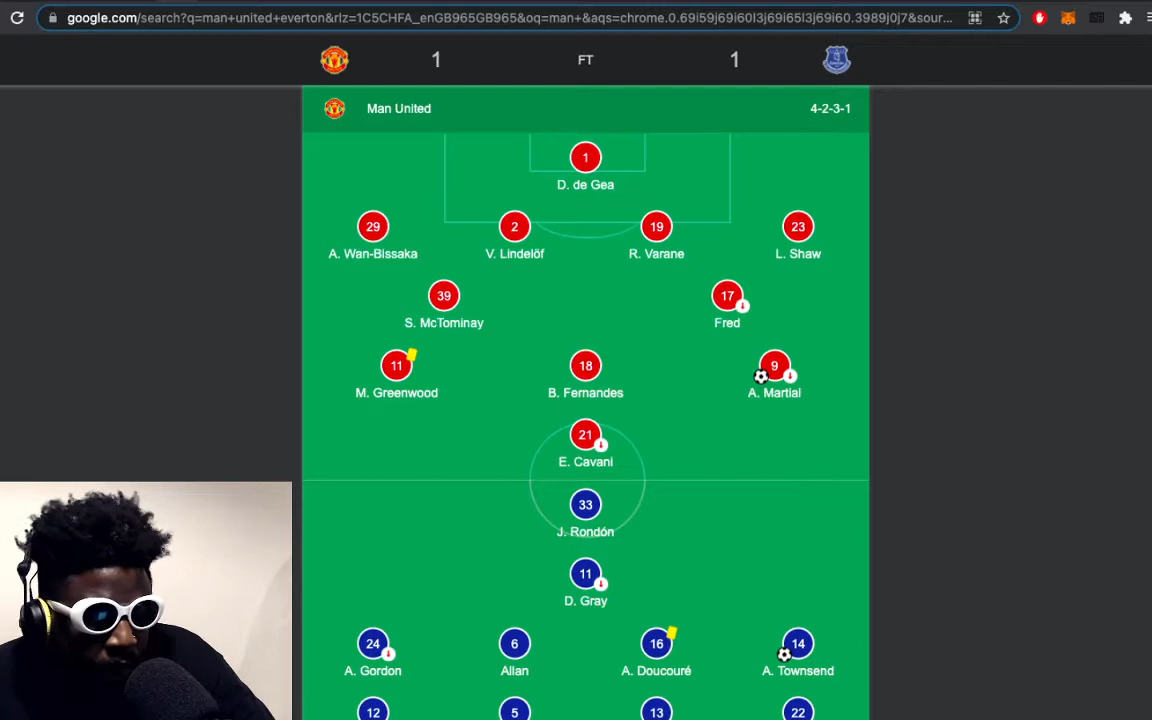 google.com/search?q=man+united+everton&rlz=1C5CHFA_enGB965GB965&oq=man+&aqs=chrome.0.69i59j69i60l3j69i65l3j69i60.3989j0j7&sour...
1 FT 1
Man United 4-2-3-1
1
D. de Gea
29 2 19 23
A. Wan-Bissaka V. Lindelöf R. Varane L. Shaw
39 17
S. McTominay Fred
11 18 9
M. Greenwood B. Fernandes A. Martial
21
E. Cavani
33
J. Rondón
11
D. Gray
24 6 16 14
A. Gordon Allan A. Doucouré A. Townsend
12 5 13 22